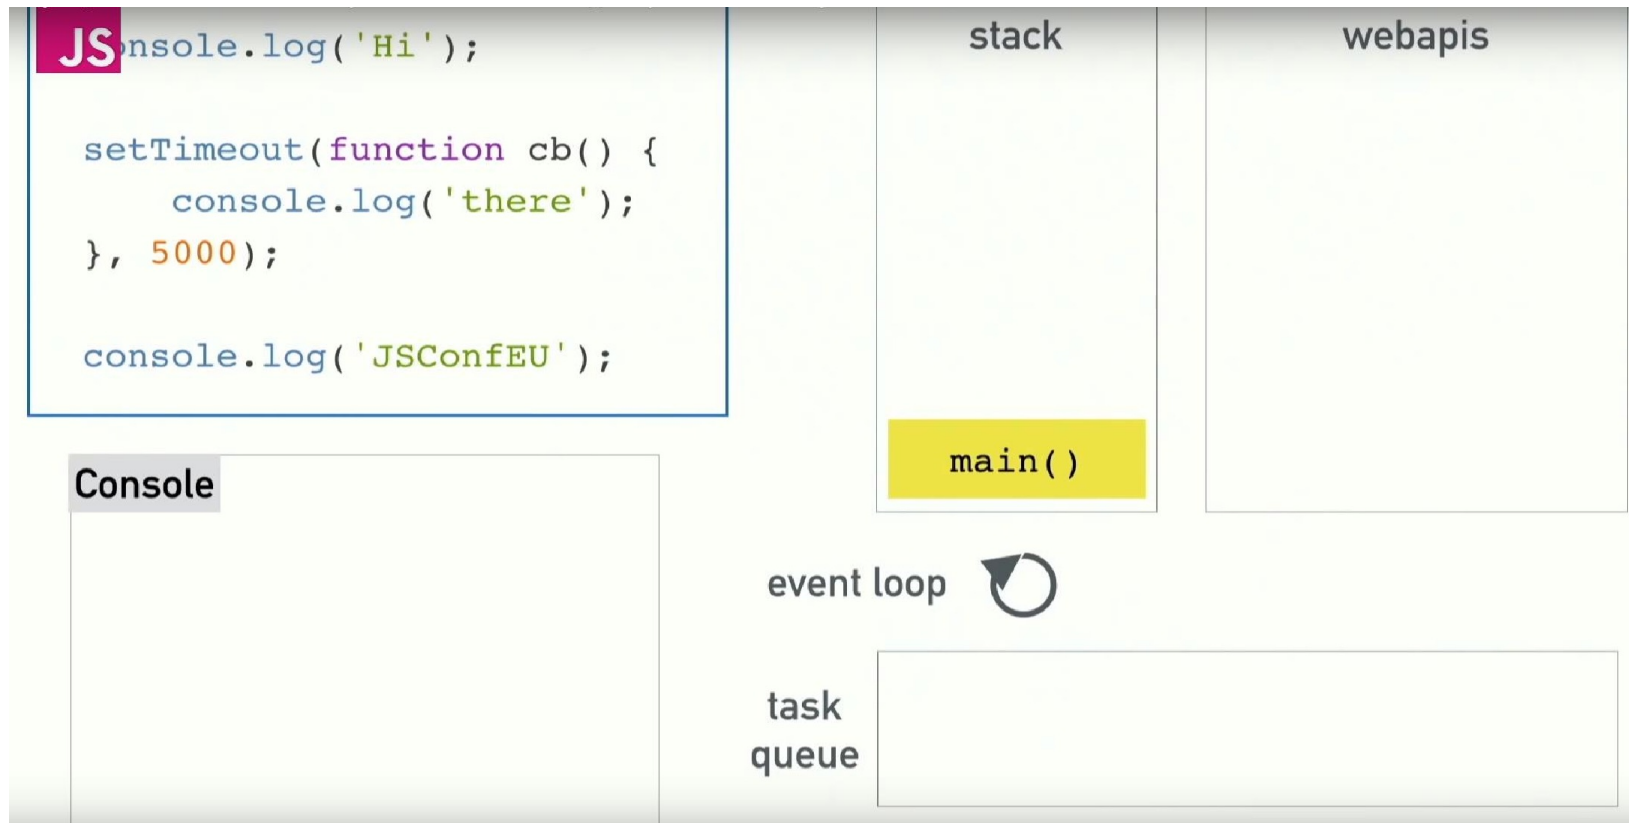 JS
onsole.log('Hi');
setTimeout(function cb() {
    console.log('there');
}, 5000);
console.log('JSConfEU');
Console
stack
webapis
main()
event loop
task
queue